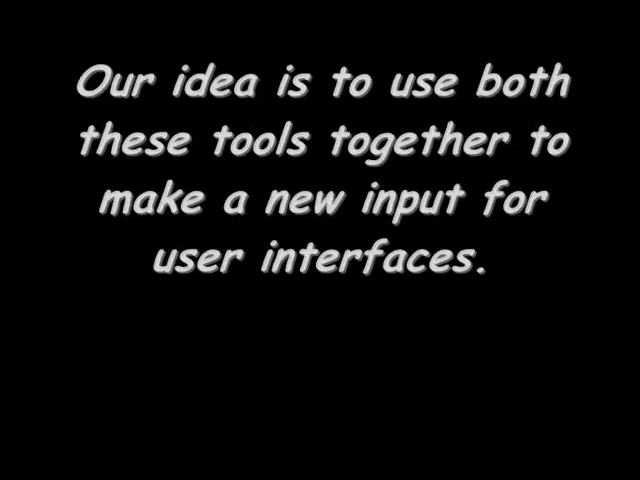 Our idea is to use both
these tools together to
make a new input for
user interfaces.